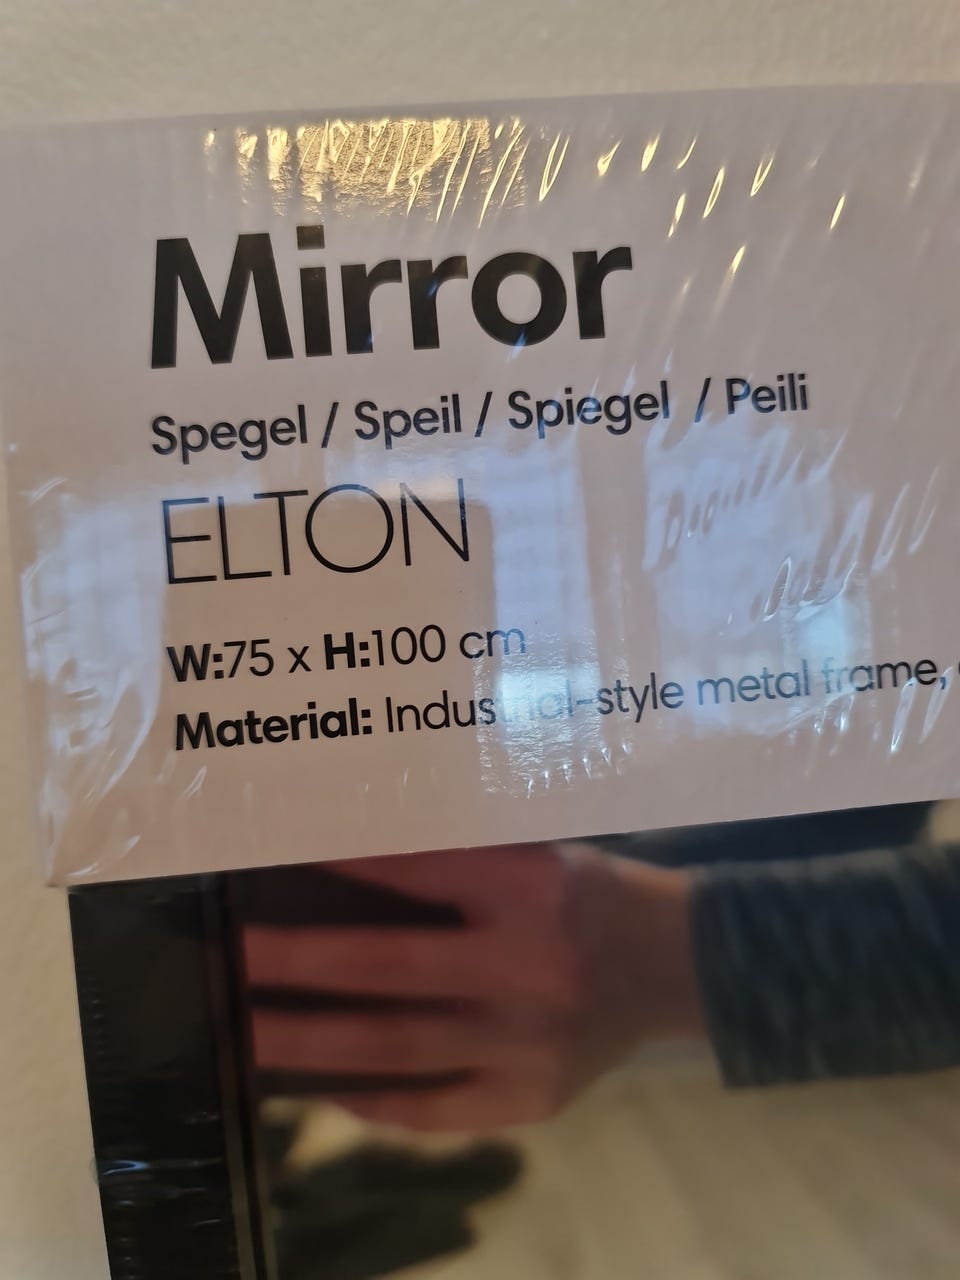 Mirror
Spegel / Speil / Spiegel / Peili
ELTON
W:75 x H:100 cm
Material: Industrial-style metal frame,